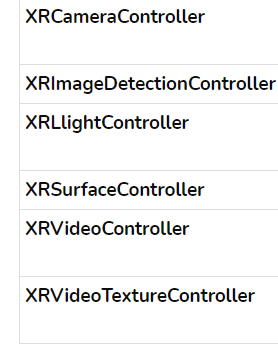 XRCameraController
XRImageDetectionController
XRLlightController
XRSurfaceController
XRVideoController
XRVideoTextureController